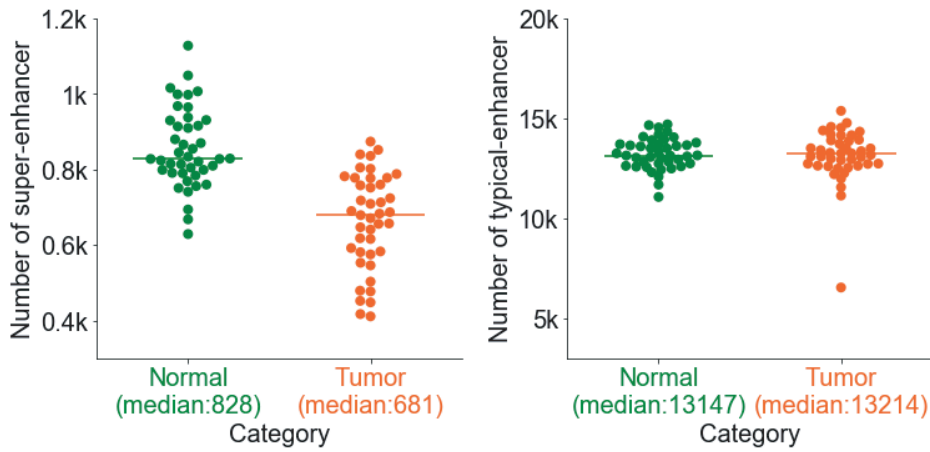 Number of super-enhancer
1.2k
1k
0.8k
0.6k
0.4k
Normal
(median:828)
Tumor
(median:681)
Category
Number of typical-enhancer
20k
15k
10k
5k
Normal
(median:13147)
Tumor
(median:13214)
Category